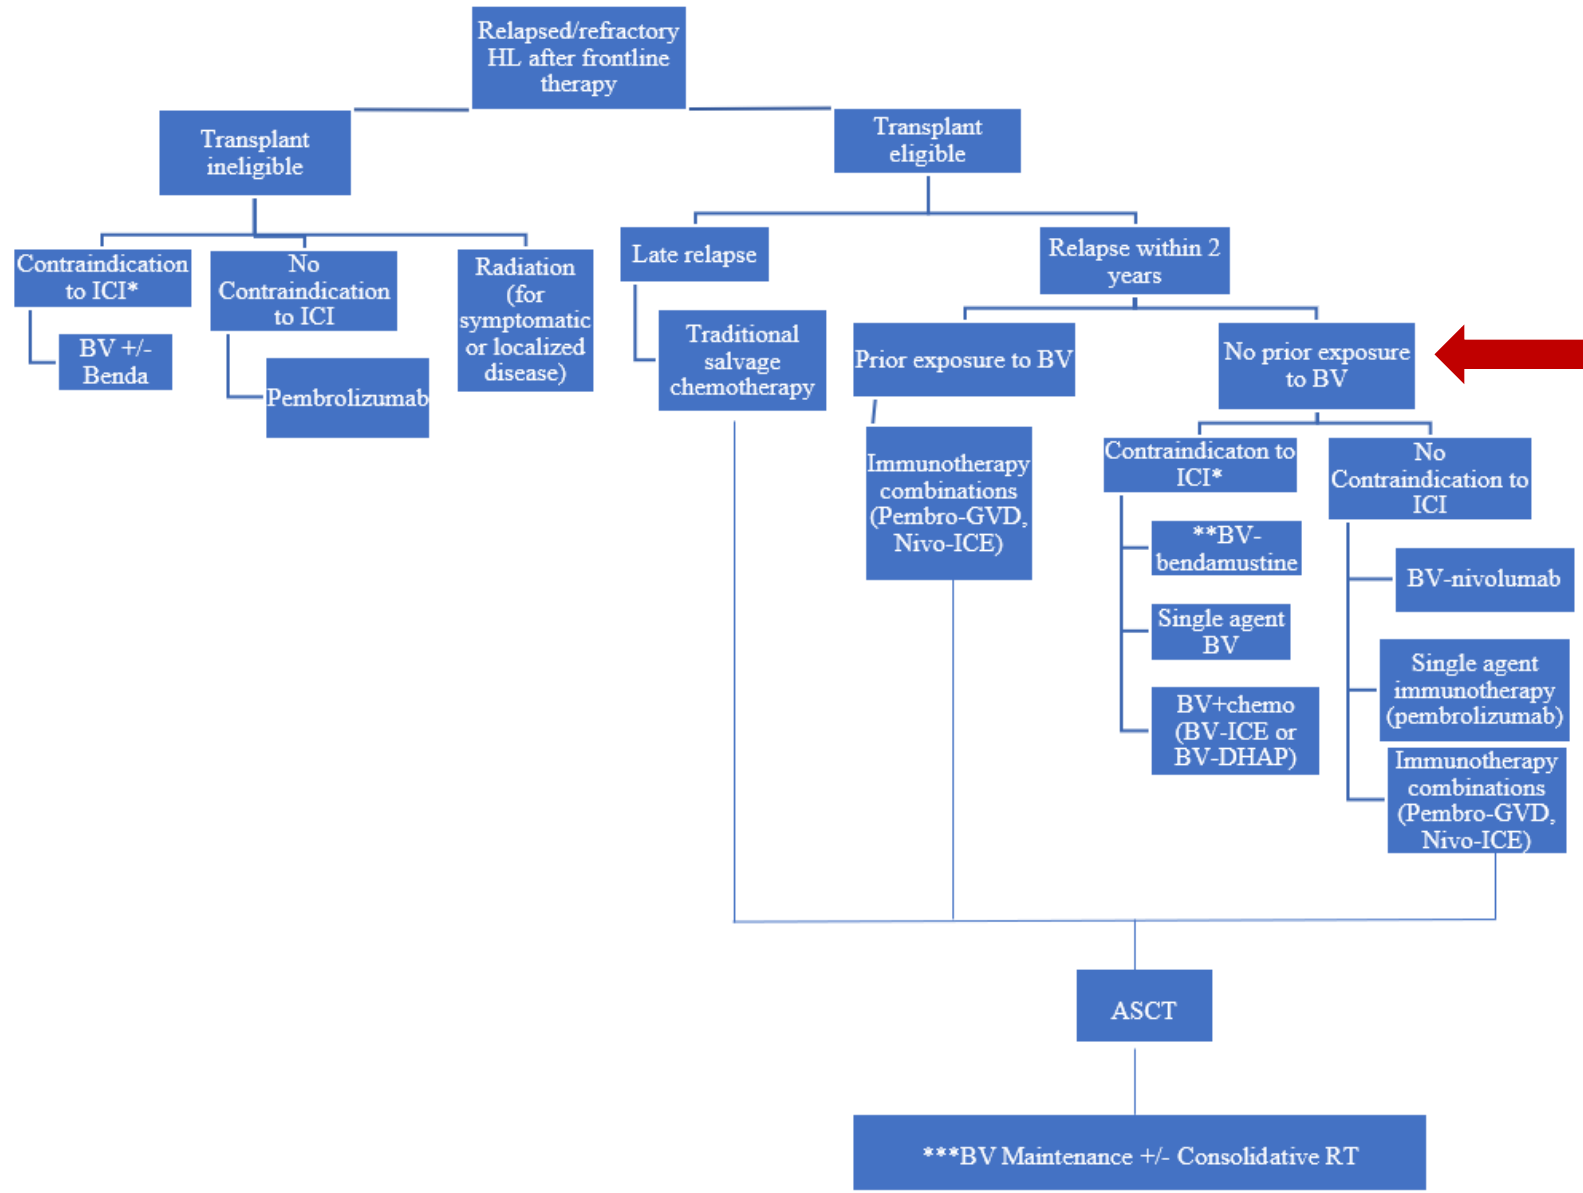 Relapsed/refractory
HL after frontline
therapy
Transplant
ineligible
Transplant
eligible
Contraindication
to ICI*
No
Contraindication
to ICI
Radiation
(for
symptomatic
or localized
disease)
BV +/-
Benda
Pembrolizumab
Late relapse
Relapse within 2
years
Traditional
salvage
chemotherapy
Prior exposure to BV
No prior exposure
to BV
Immunotherapy
combinations
(Pembro-GVD,
Nivo-ICE)
Contraindicaton to
ICI*
No
Contraindication to
ICI
**BV-
bendamustine
Single agent
BV
BV+chemo
(BV-ICE or
BV-DHAP)
BV-nivolumab
Single agent
immunotherapy
(pembrolizumab)
Immunotherapy
combinations
(Pembro-GVD,
Nivo-ICE)
ASCT
***BV Maintenance +/- Consolidative RT